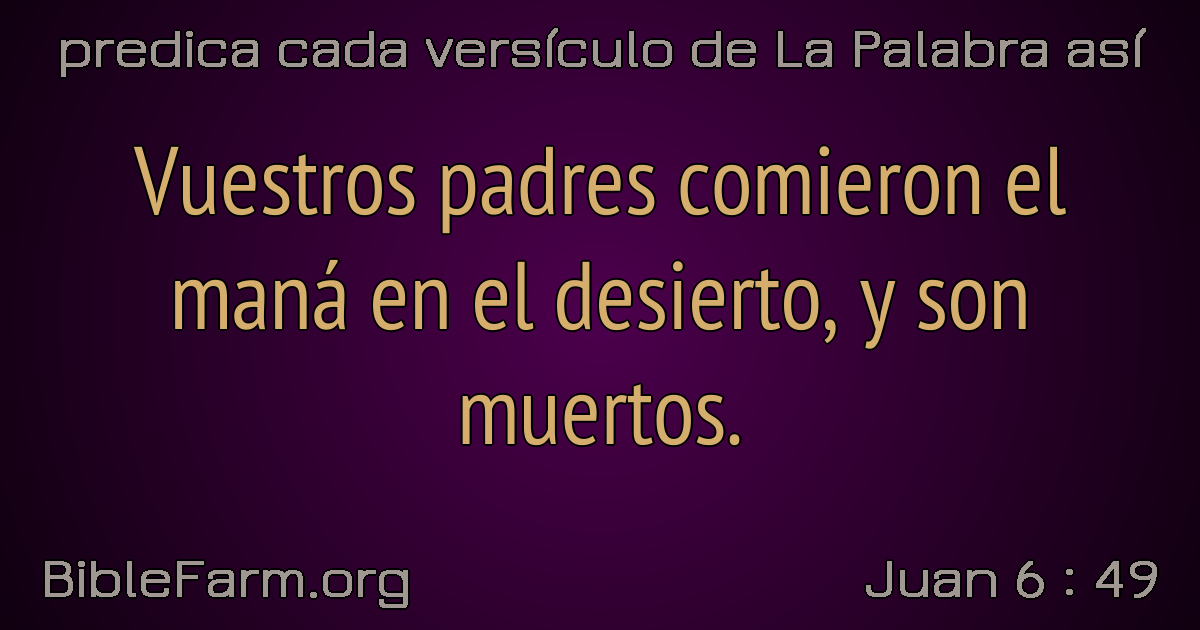 predica cada versículo de La Palabra así
Vuestros padres comieron el
maná en el desierto, y son
muertos.
BibleFarm.org
Juan 6 : 49